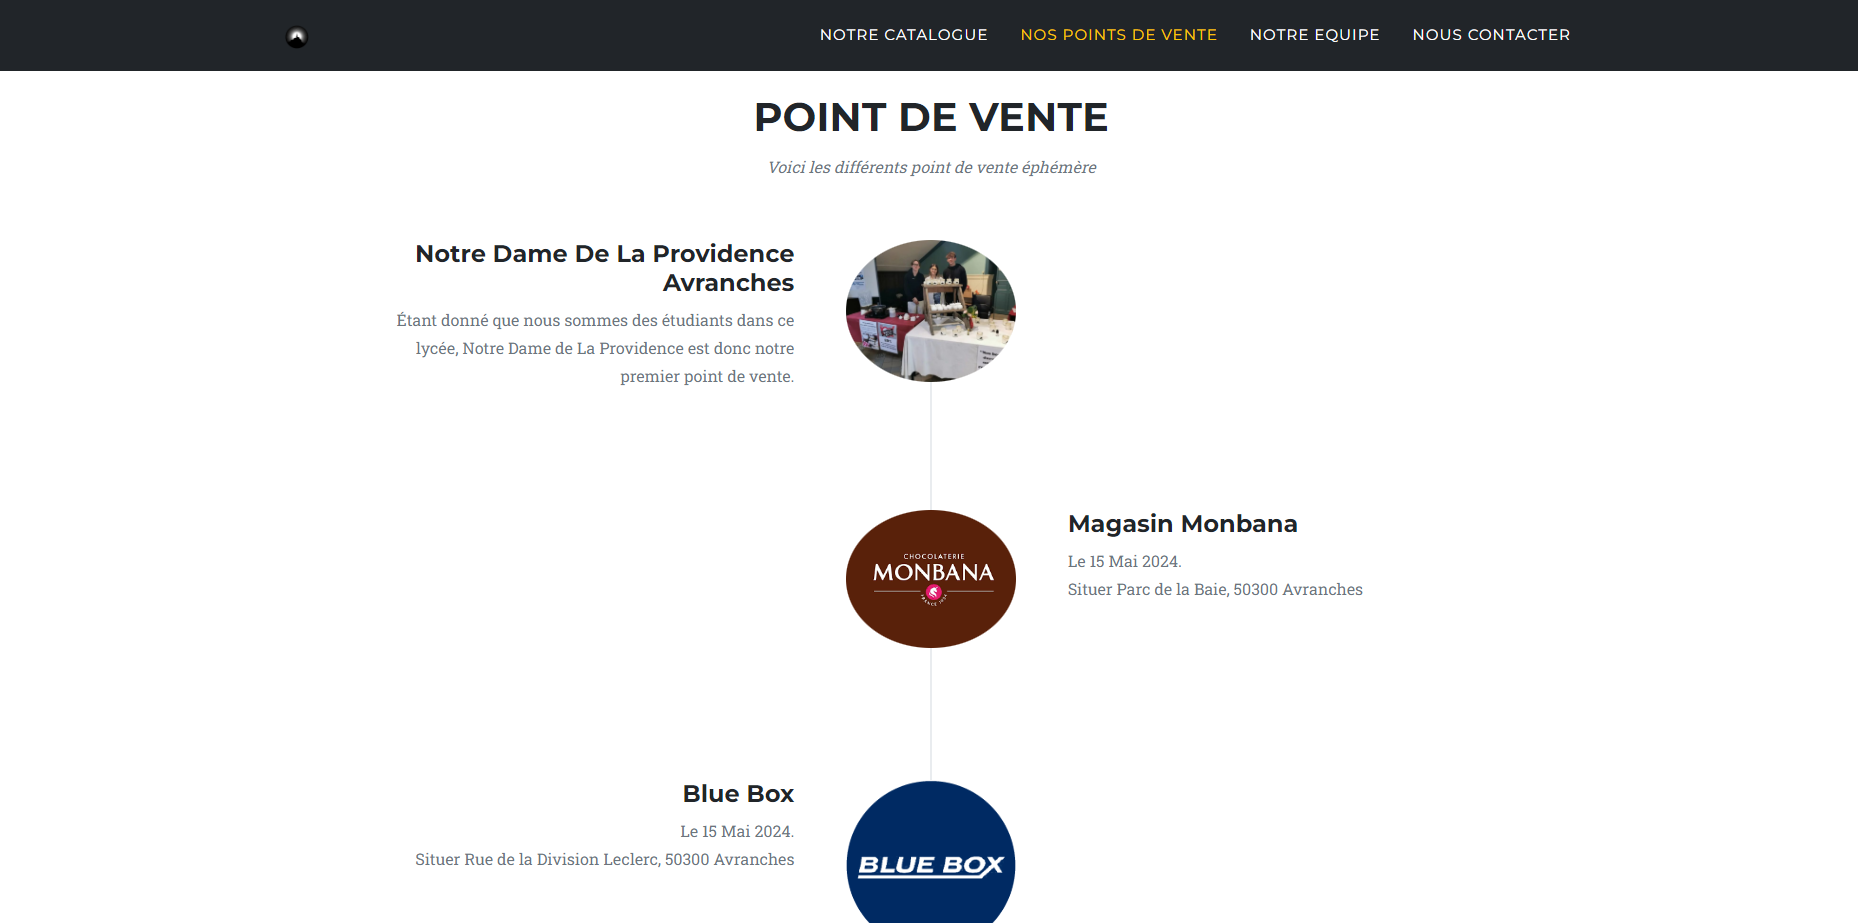 NOTRE CATALOGUE NOS POINTS DE VENTE NOTRE EQUIPE NOUS CONTACTER
POINT DE VENTE
Voici les différents point de vente éphémère
Notre Dame De La Providence
Avranches
Étant donné que nous sommes des étudiants dans ce
lycée, Notre Dame de La Providence est donc notre
premier point de vente.
CHOCOLATERIE
MONBANA
Magasin Monbana
Le 15 Mai 2024.
Situer Parc de la Baie, 50300 Avranches
Blue Box
Le 15 Mai 2024.
Situer Rue de la Division Leclerc, 50300 Avranches
BLUE BOX